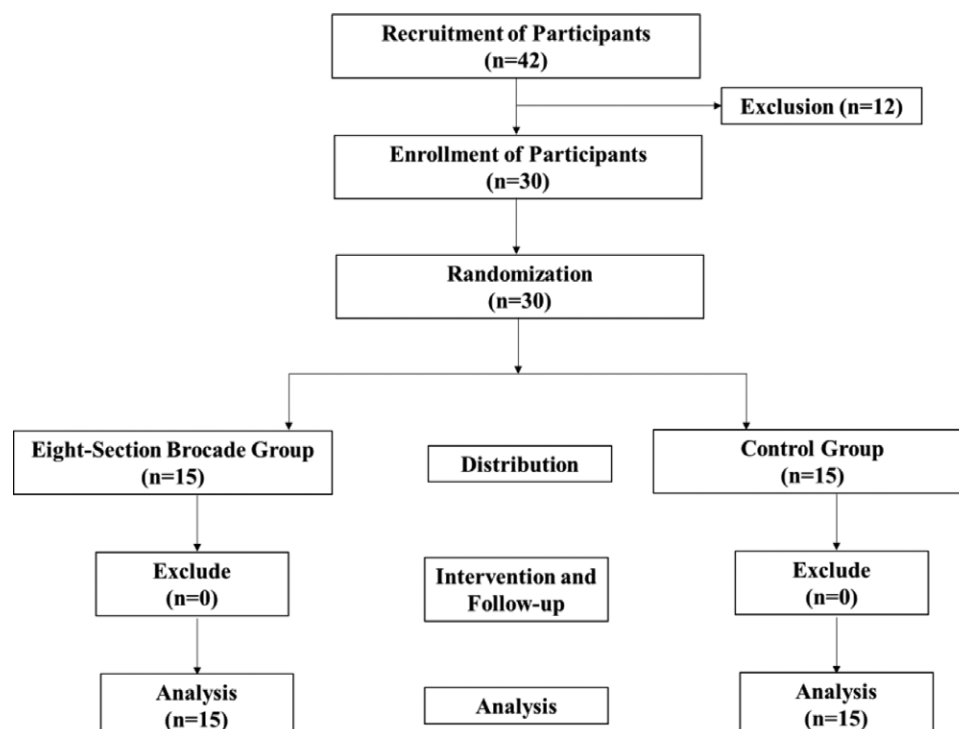 Recruitment of Participants
(n=42)
Exclusion (n=12)
Enrollment of Participants
(n=30)
Randomization
(n=30)
Eight-Section Brocade Group
(n=15)
Distribution
Control Group
(n=15)
Exclude
(n=0)
Intervention and
Follow-up
Exclude
(n=0)
Analysis
(n=15)
Analysis
Analysis
(n=15)